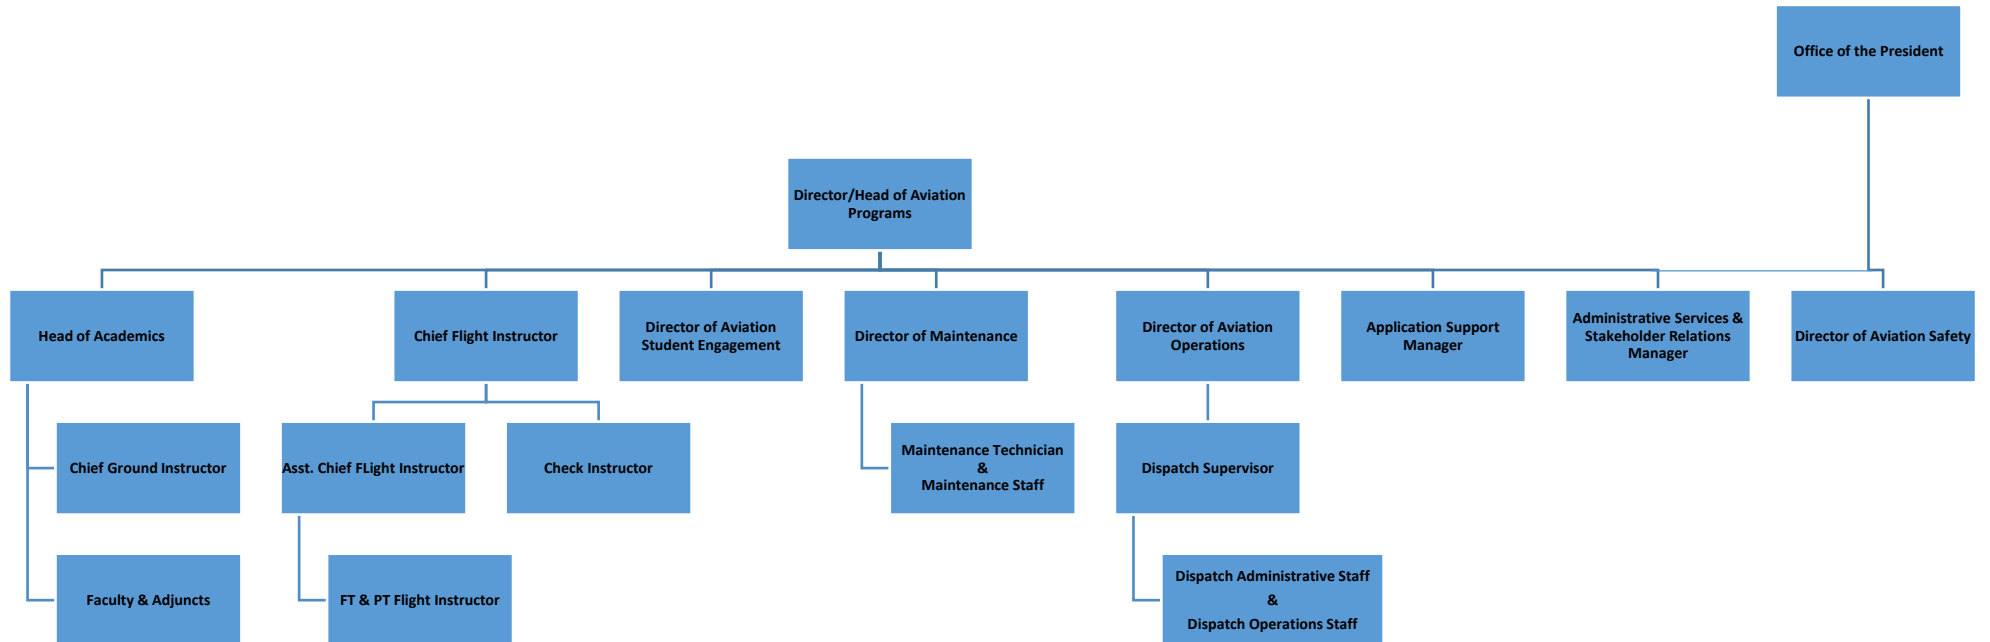 Office of the President
Director/Head of Aviation
Programs
Head of Academics
Chief Flight Instructor
Director of Aviation
Student Engagement
Director of Maintenance
Director of Aviation
Operations
Application Support
Manager
Administrative Services &
Stakeholder Relations
Manager
Director of Aviation Safety
Chief Ground Instructor
Asst. Chief FLight Instructor
Check Instructor
Maintenance Technician
&
Maintenance Staff
Dispatch Supervisor
Faculty & Adjuncts
FT & PT Flight Instructor
Dispatch Administrative Staff
&
Dispatch Operations Staff